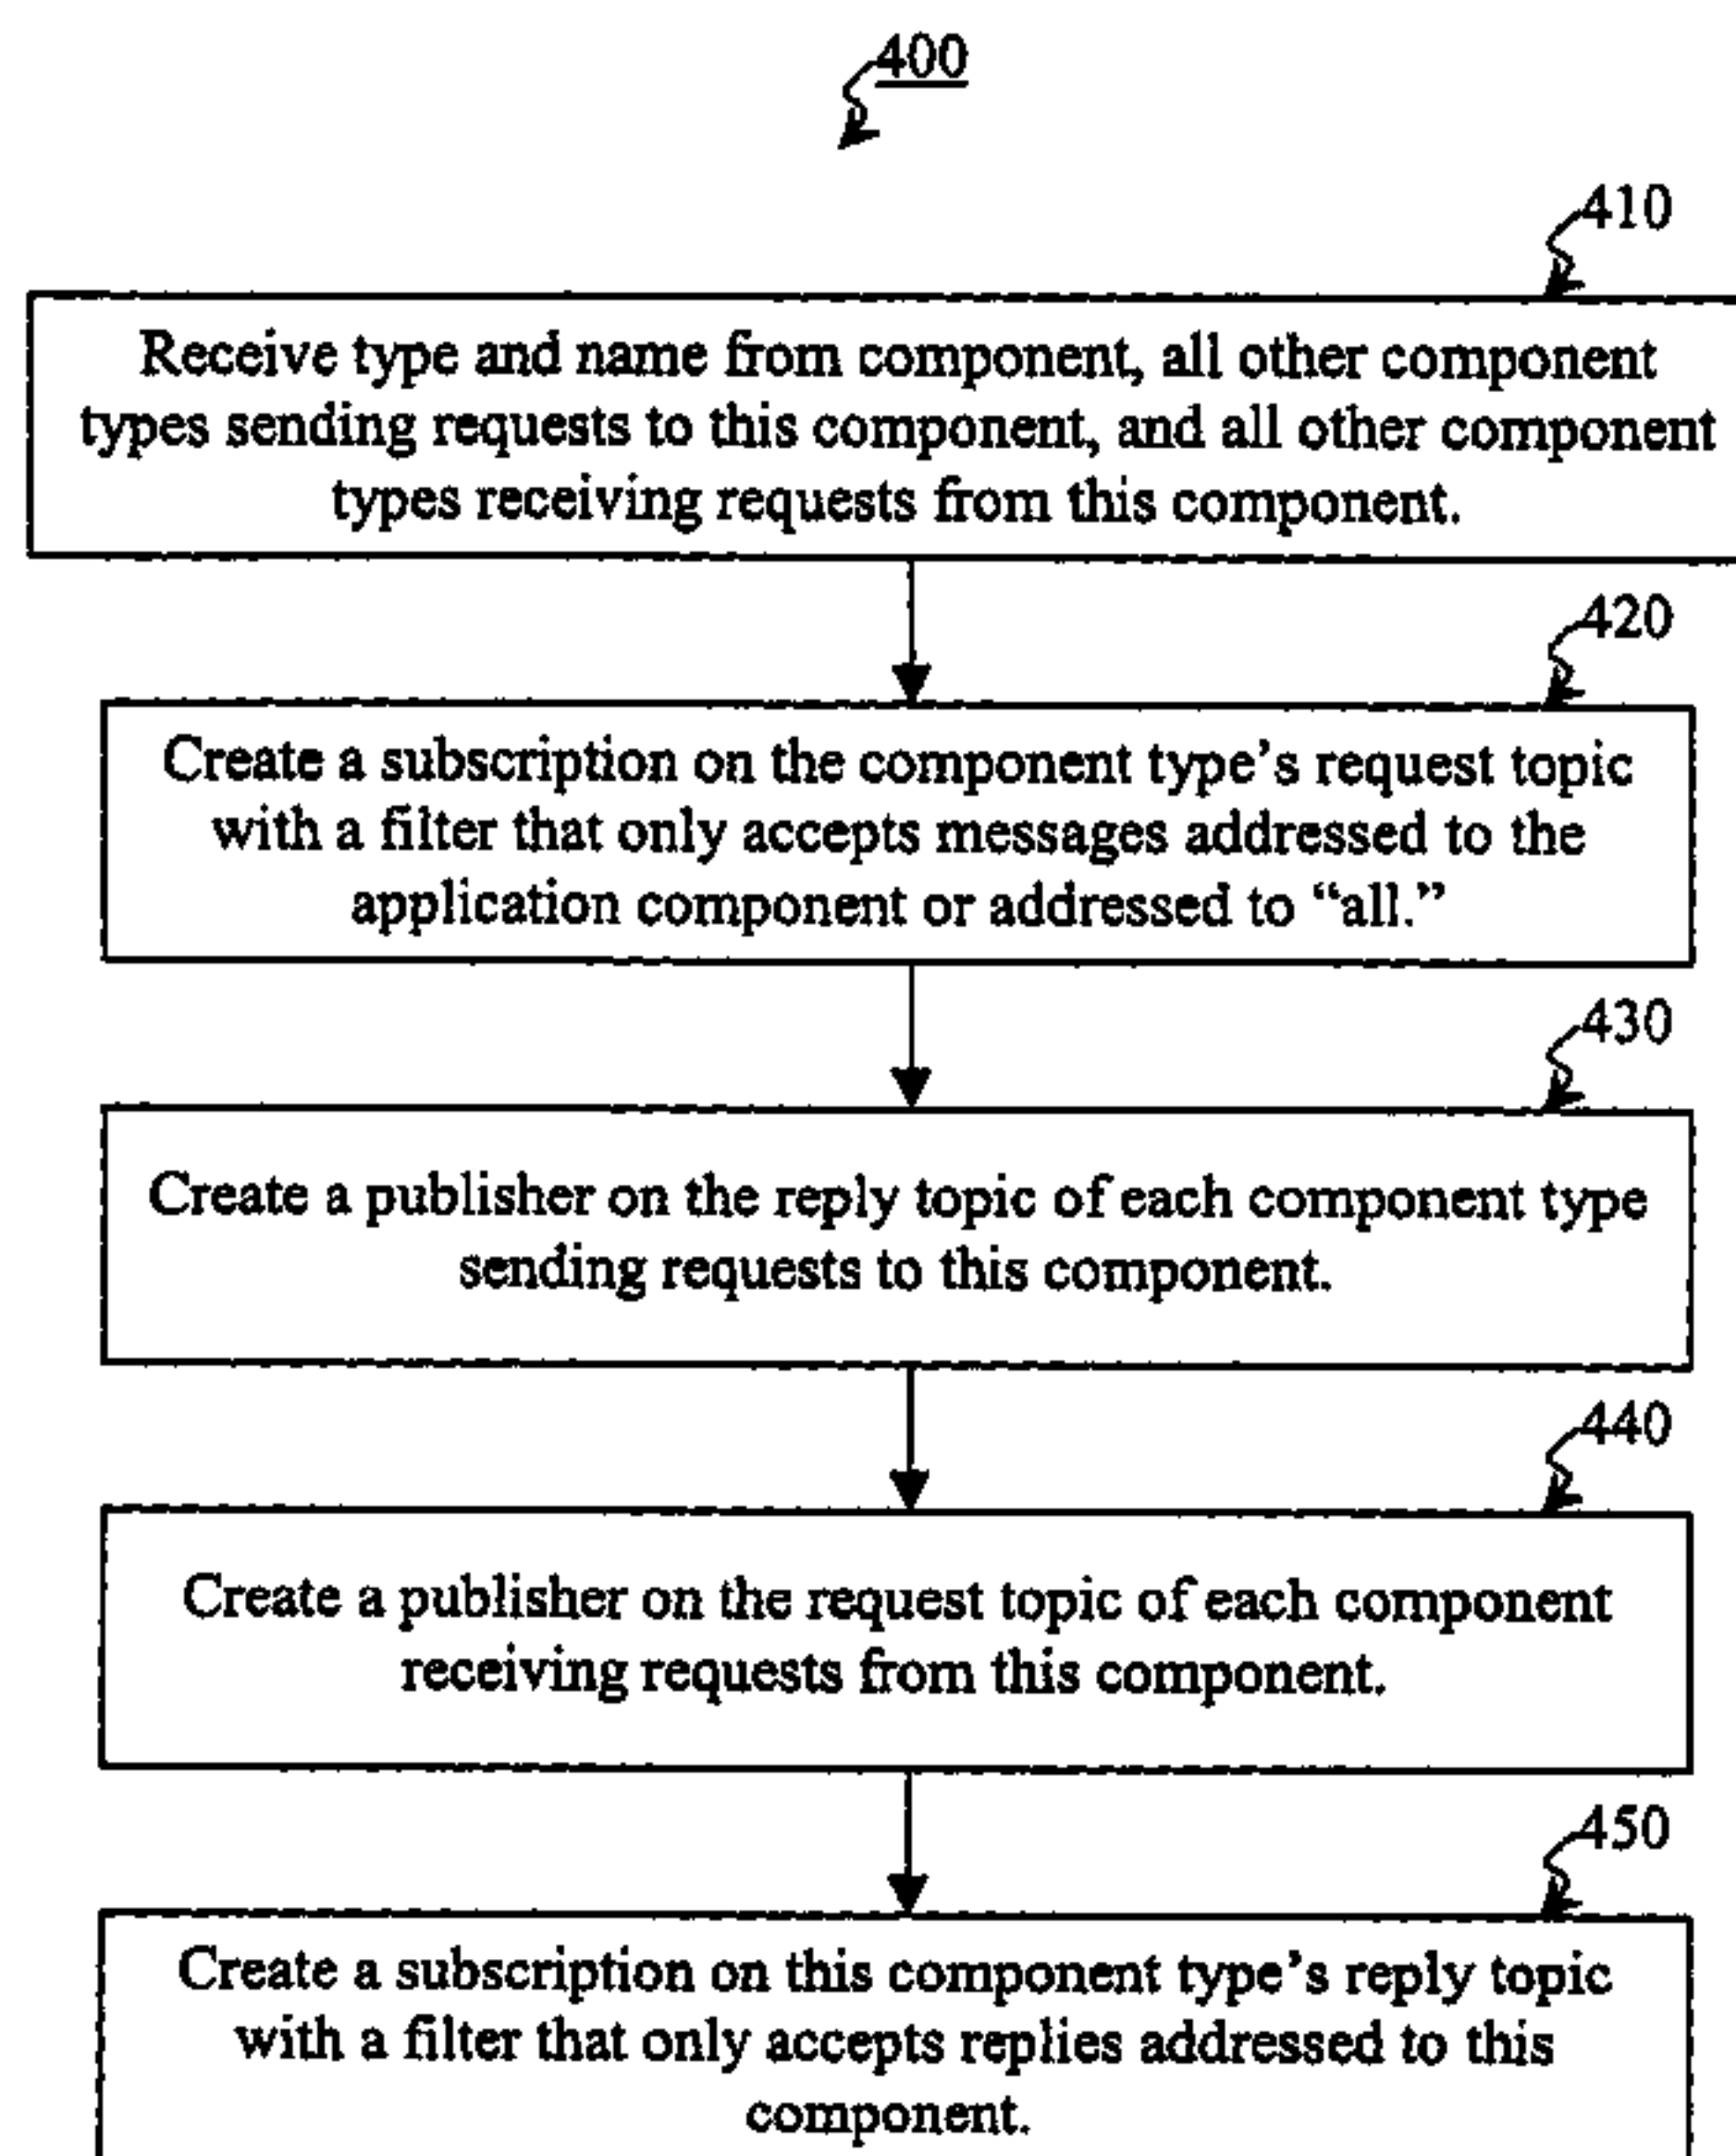 400
410
Receive type and name from component, all other component
types sending requests to this component, and all other component
types receiving requests from this component.
420
Create a subscription on the component type's request topic
with a filter that only accepts messages addressed to the
application component or addressed to “all.”
430
Create a publisher on the reply topic of each component type
sending requests to this component.
440
Create a publisher on the request topic of each component
receiving requests from this component.
450
Create a subscription on this component type's reply topic
with a filter that only accepts replies addressed to this
component.